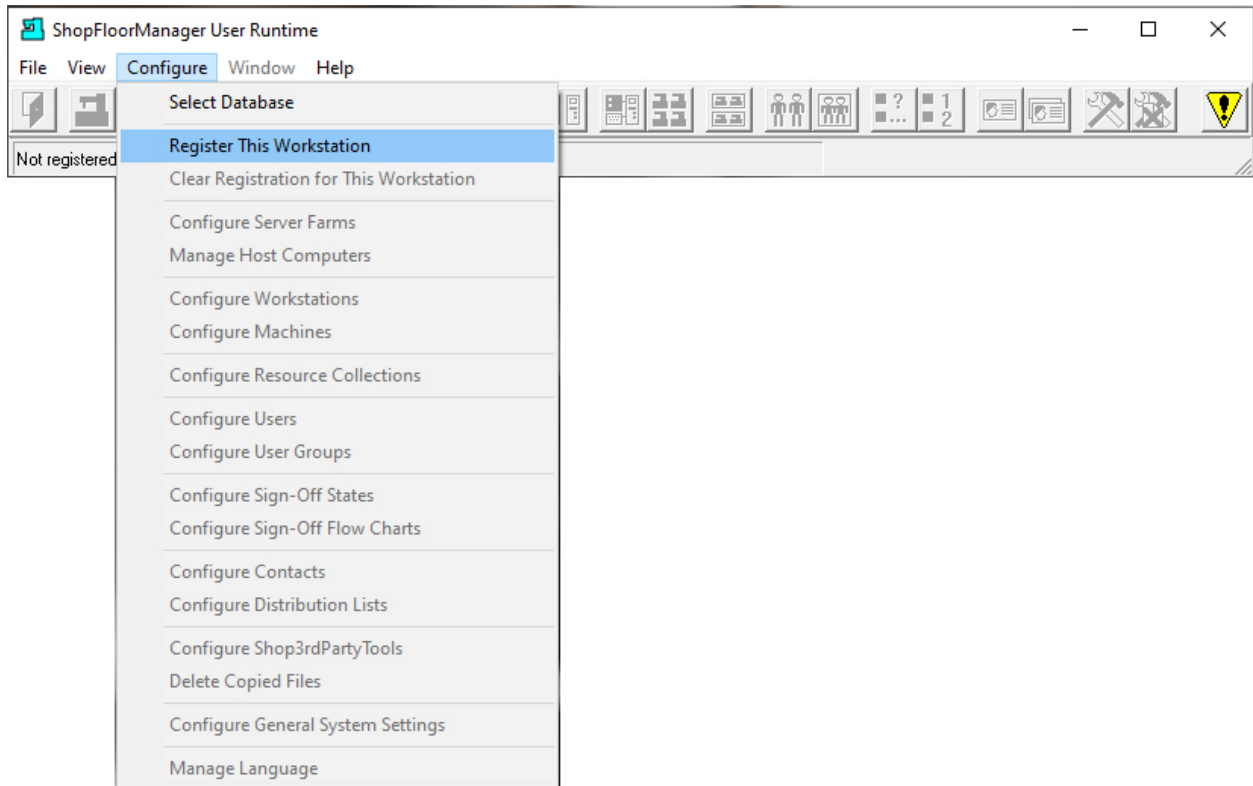 ShopFloorManager User Runtime
File View Configure Window Help
Select Database
? 1
... 2
Register This Workstation
Not registered
Clear Registration for This Workstation
Configure Server Farms
Manage Host Computers
Configure Workstations
Configure Machines
Configure Resource Collections
Configure Users
Configure User Groups
Configure Sign-Off States
Configure Sign-Off Flow Charts
Configure Contacts
Configure Distribution Lists
Configure Shop3rdPartyTools
Delete Copied Files
Configure General System Settings
Manage Language